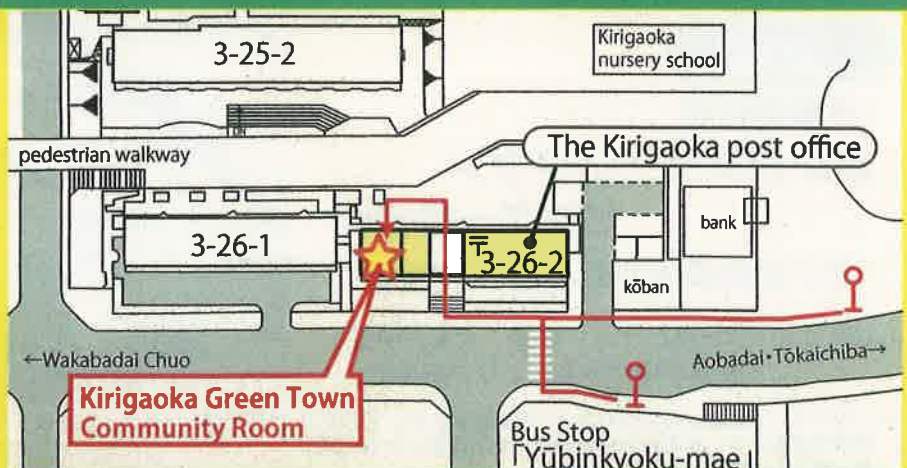 3-25-2
Kirigaoka
nursery school
DN
pedestrian walkway
The Kirigaoka post office
3-26-1
〒
3-26-2
bank
kōban
←Wakabadai Chuo
Aobadai・Tōkaichiba→
Kirigaoka Green Town
Community Room
Bus Stop
「Yūbinkyoku-mae」